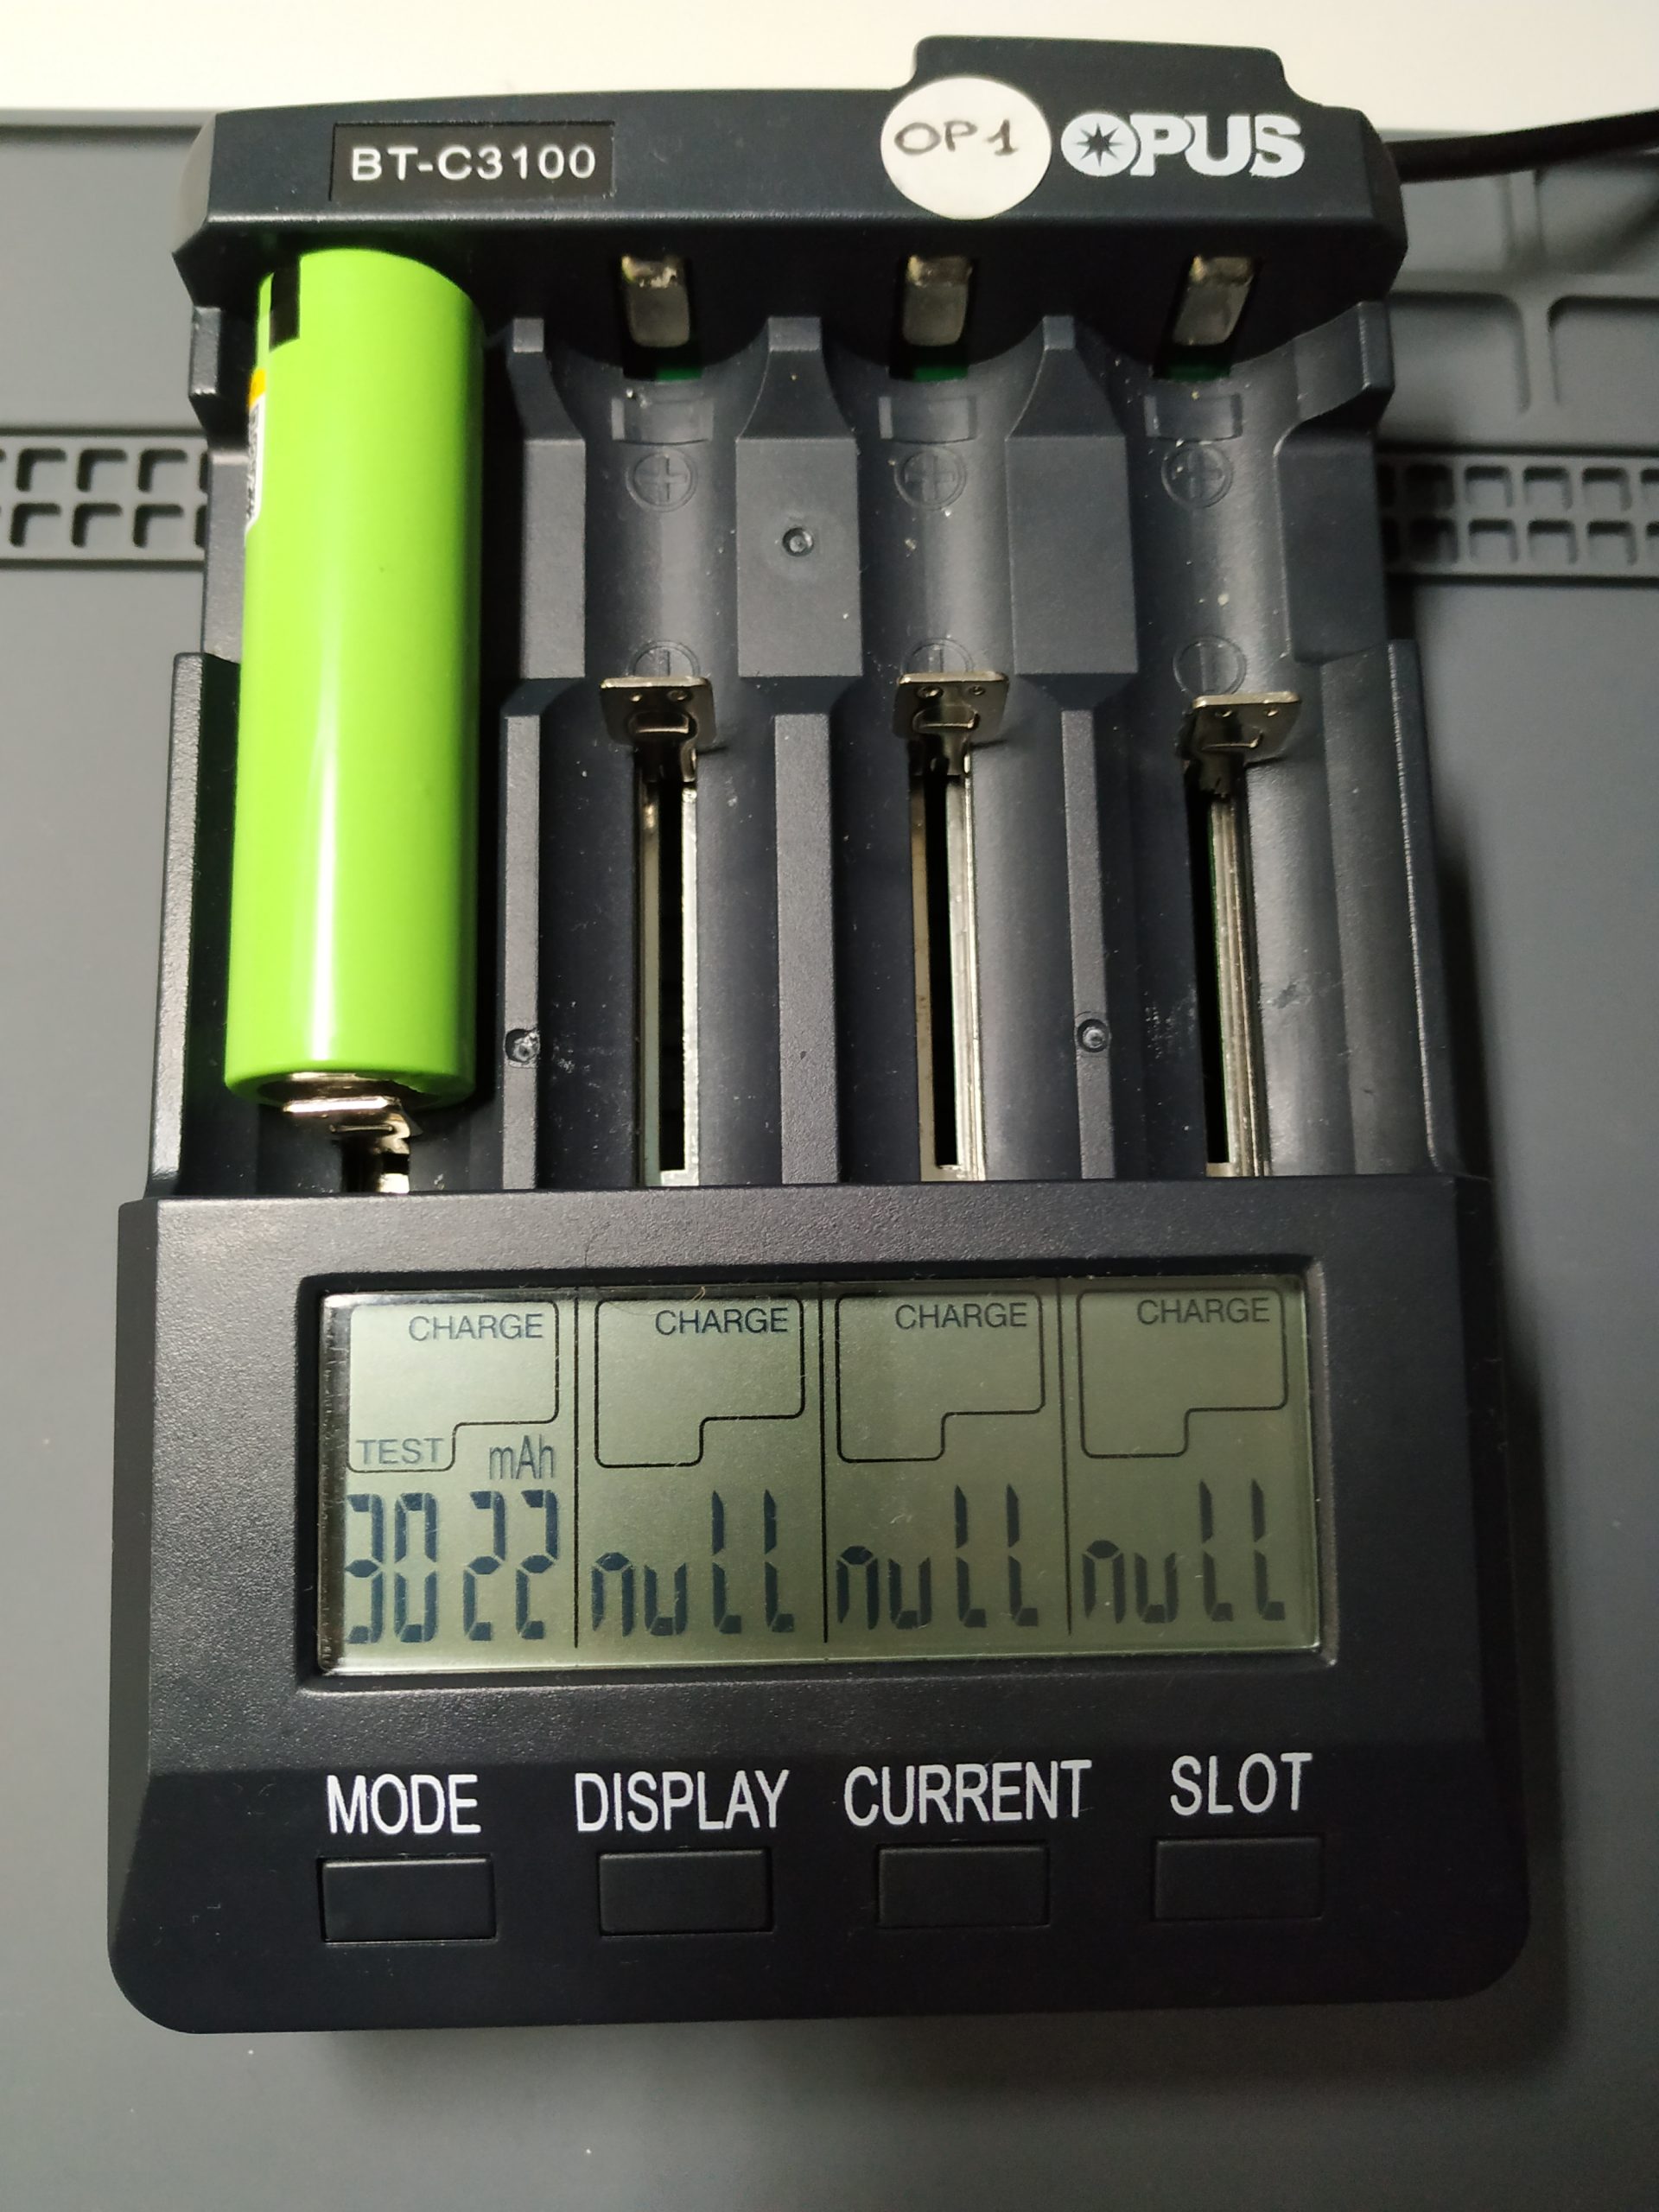 BT-C3100
OP1
OPUS
CHARGE CHARGE CHARGE CHARGE
TEST mAh
3022 null null null
MODE DISPLAY CURRENT SLOT